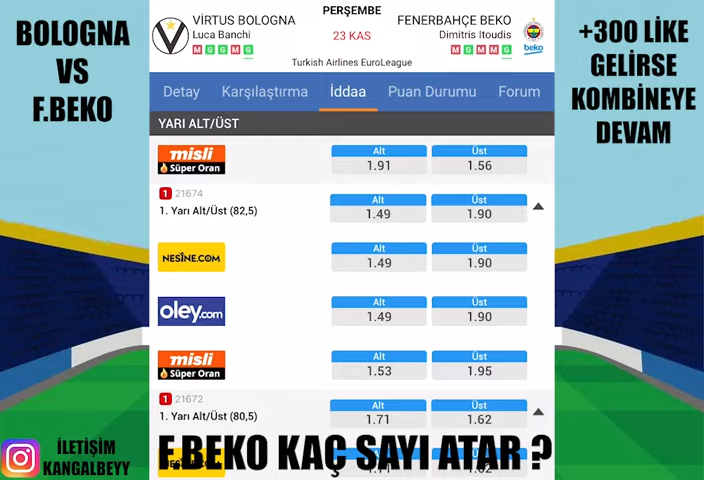 BOLOGNA
VS
F.BEKO
VİRTUS BOLOGNA
Luca Banchi
M G G M G
PERŞEMBE
23 KAS
Turkish Airlines EuroLeague
FENERBAHÇE BEKO
Dimitris Itoudis
M G M M G
beko
+300 LİKE
GELİRSE
KOMBİNEYE
DEVAM
Detay Karşılaştırma İddaa Puan Durumu Forum
YARI ALT/ÜST
misli
Süper Oran
Alt Üst
1.91 1.56
1 21674
1. Yarı Alt/Üst (82,5)
Alt Üst
1.49 1.90
NESİNE.COM
Alt Üst
1.49 1.90
oley.com
Alt Üst
1.49 1.90
misli
Süper Oran
Alt Üst
1.53 1.95
1 21672
1. Yarı Alt/Üst (80,5)
Alt Üst
1.71 1.62
F.BEKO KAÇ SAYI ATAR ?
İLETİŞİM
KANGALBEYY